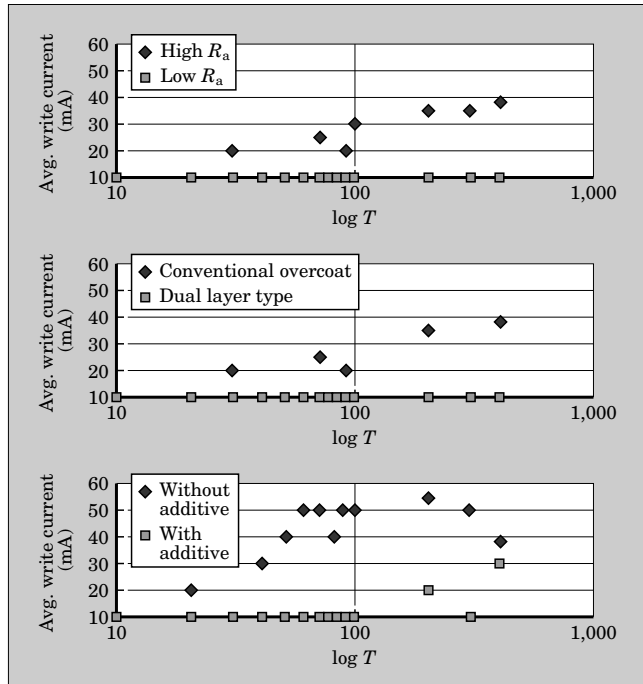 60
50
40
30
20
10
Avg. write current
(mA)
High Ra
Low Ra
10
100
1,000
log T
60
50
40
30
20
10
Avg. write current
(mA)
Conventional overcoat
Dual layer type
10
100
1,000
log T
60
50
40
30
20
10
Avg. write current
(mA)
Without
additive
With
additive
10
100
1,000
log T